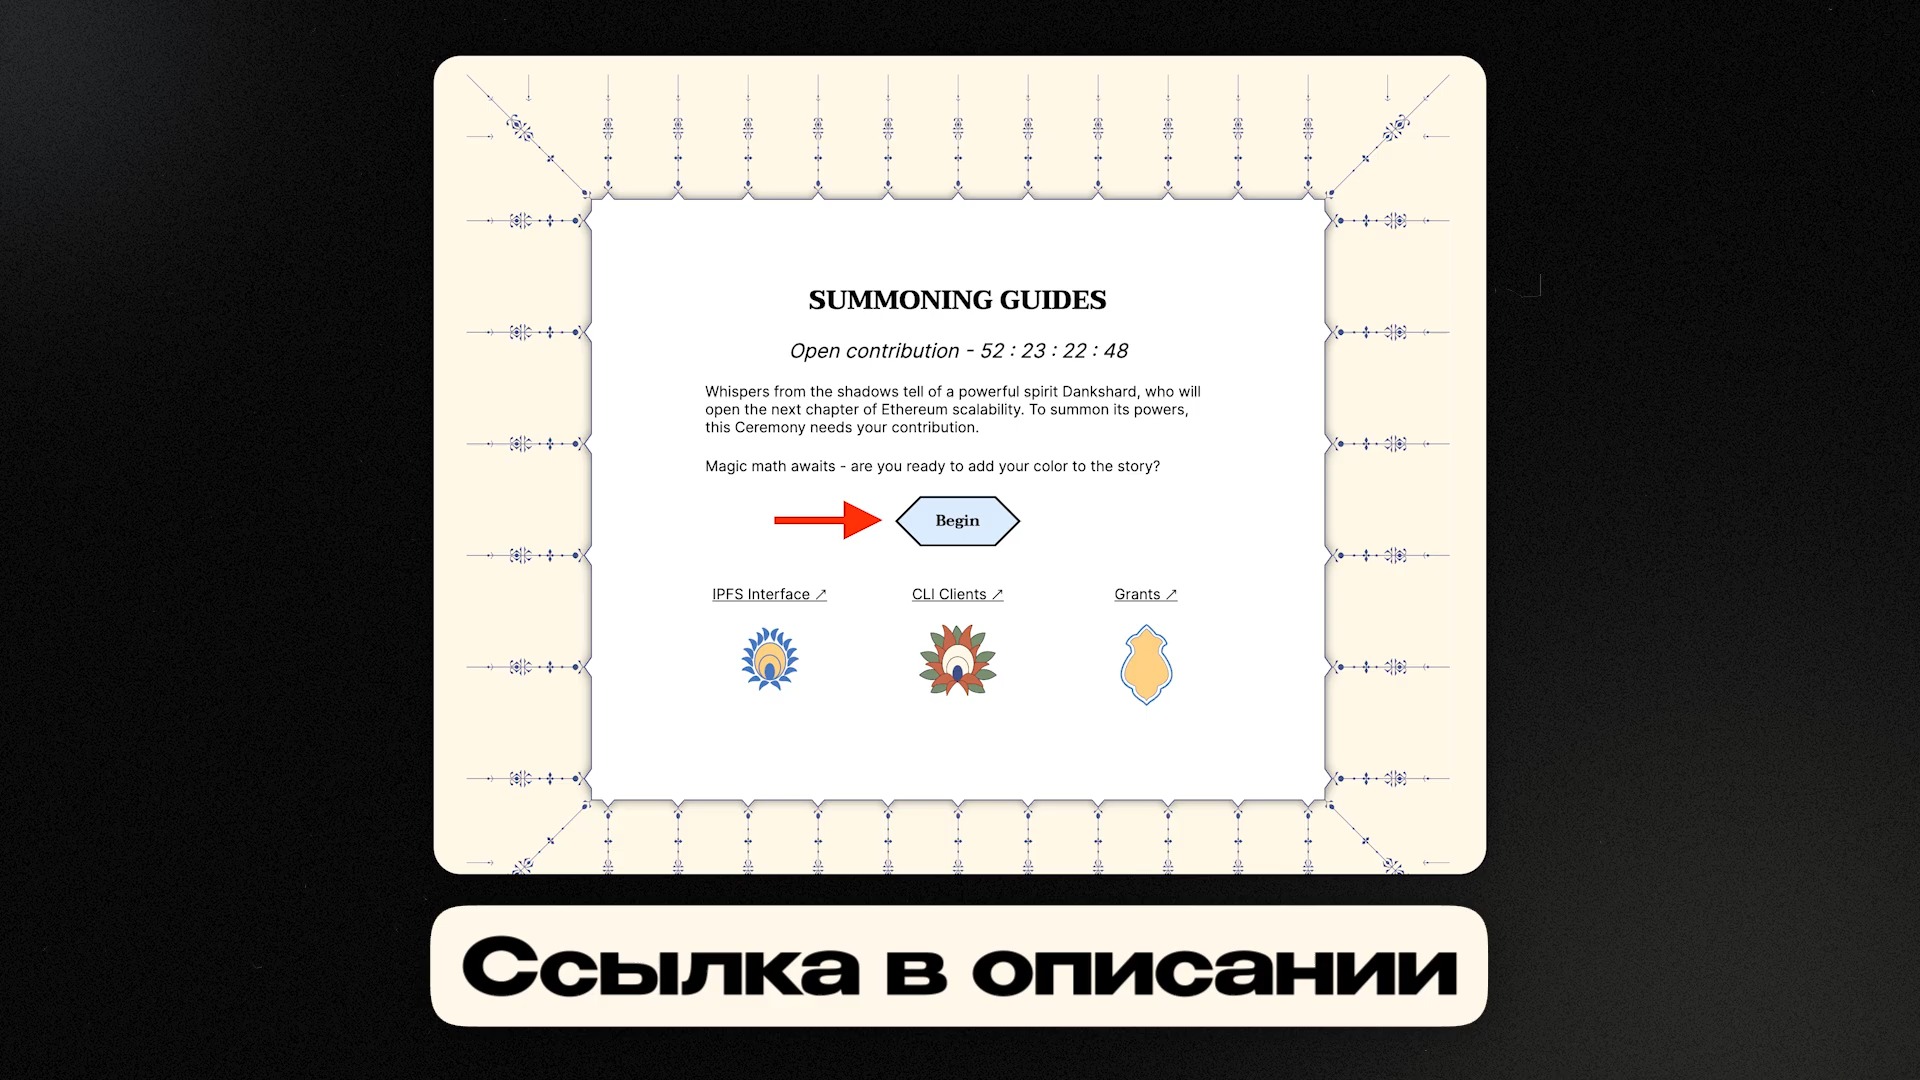 SUMMONING GUIDES
Open contribution - 52 : 23 : 22 : 48
Whispers from the shadows tell of a powerful spirit Dankshard, who will
open the next chapter of Ethereum scalability. To summon its powers,
this Ceremony needs your contribution.
Magic math awaits - are you ready to add your color to the story?
Begin
IPFS Interface ↗
CLI Clients ↗
Grants ↗
Ссылка в описании